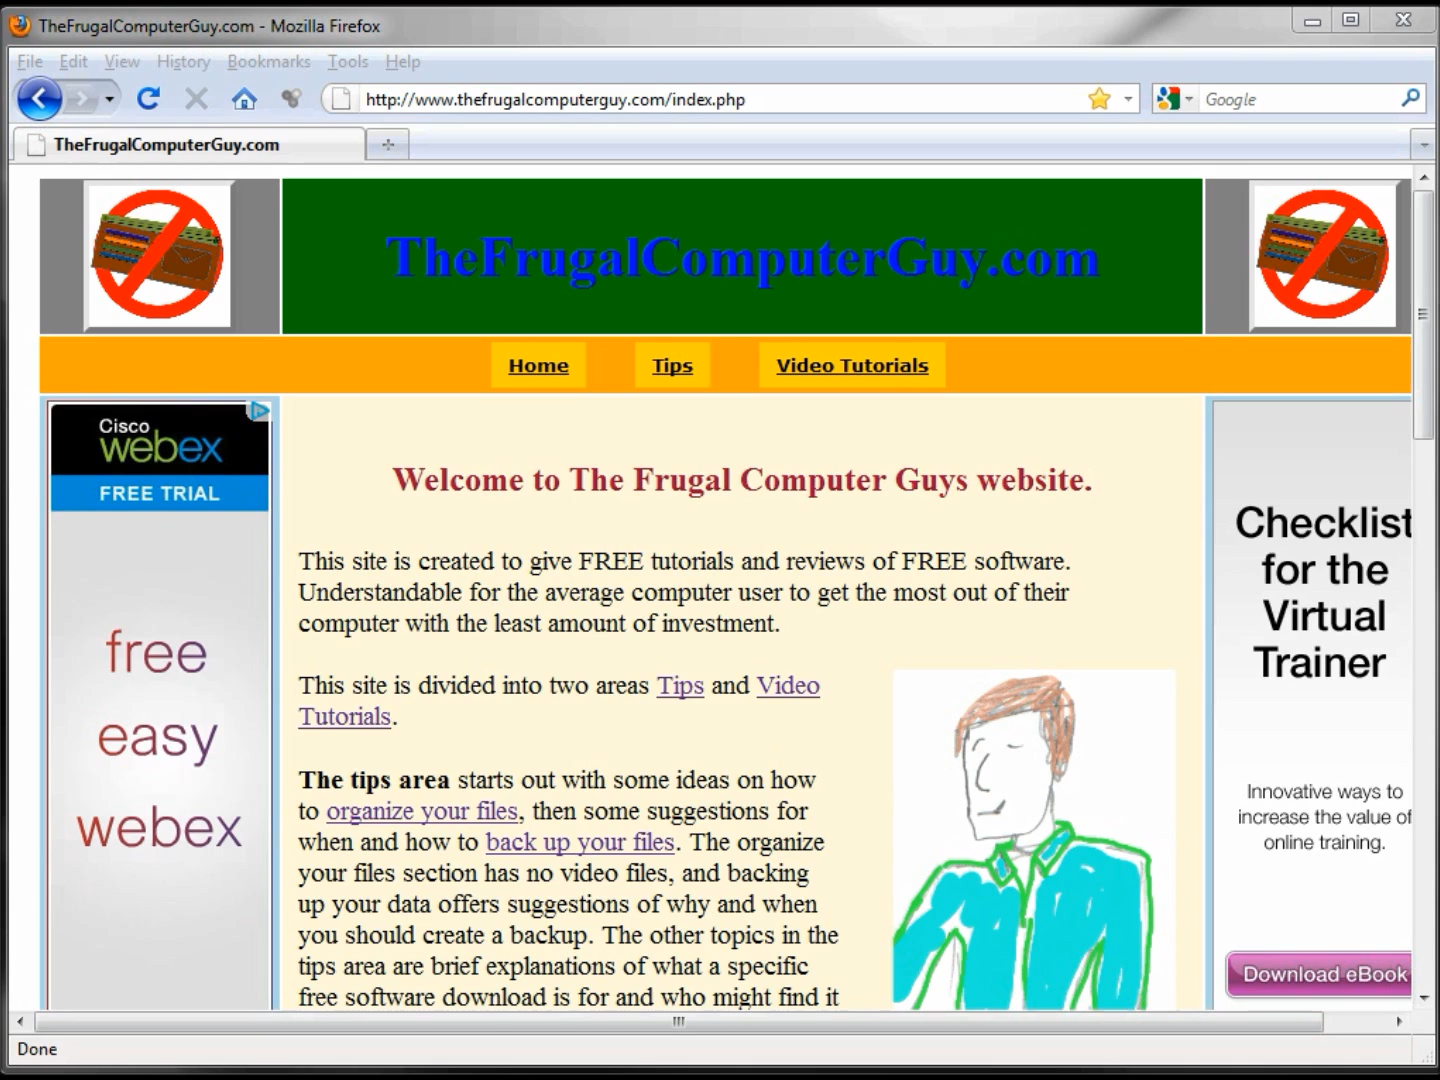 TheFrugalComputerGuy.com - Mozilla Firefox
File Edit View History Bookmarks Tools Help
http://www.thefrugalcomputerguy.com/index.php
Google
TheFrugalComputerGuy.com
TheFrugalComputerGuy.com
Home Tips Video Tutorials
Cisco
webex
FREE TRIAL
free
easy
webex
Welcome to The Frugal Computer Guys website.
This site is created to give FREE tutorials and reviews of FREE software.
Understandable for the average computer user to get the most out of their
computer with the least amount of investment.
This site is divided into two areas Tips and Video
Tutorials.
The tips area starts out with some ideas on how
to organize your files, then some suggestions for
when and how to back up your files. The organize
your files section has no video files, and backing
up your data offers suggestions of why and when
you should create a backup. The other topics in the
tips area are brief explanations of what a specific
free software download is for and who might find it
Checklist
for the
Virtual
Trainer
Innovative ways to
increase the value of
online training.
Download eBook
Done